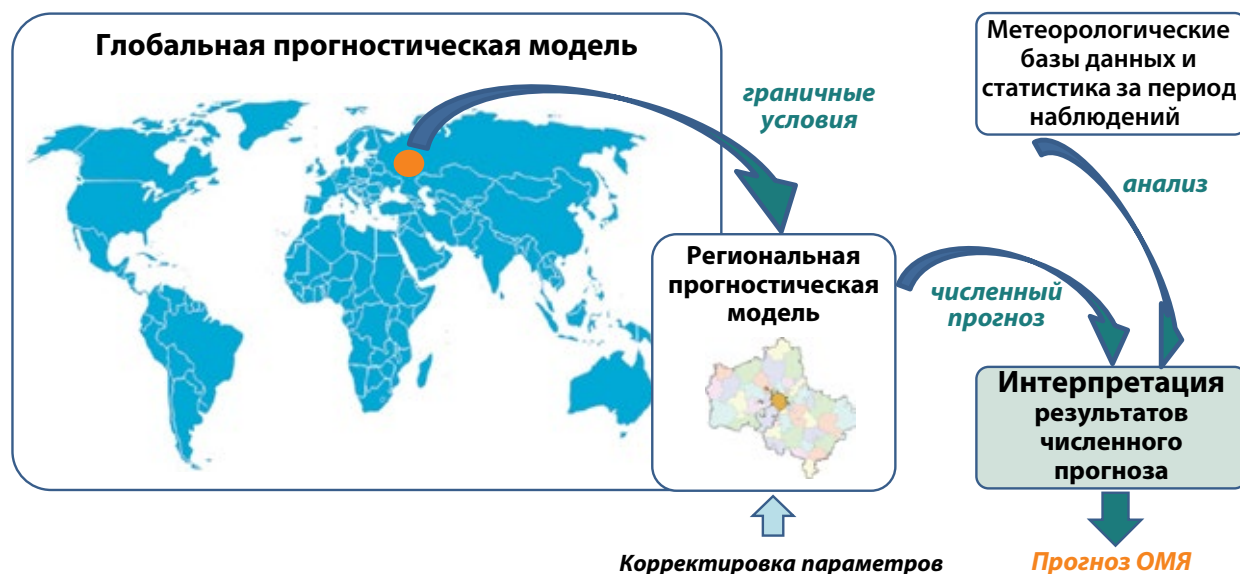 Глобальная прогностическая модель
граничные
условия
Метеорологические
базы данных и
статистика за период
наблюдений
анализ
Региональная
прогностическая
модель
численный
прогноз
Интерпретация
результатов
численного
прогноза
Корректировка параметров
Прогноз ОМЯ